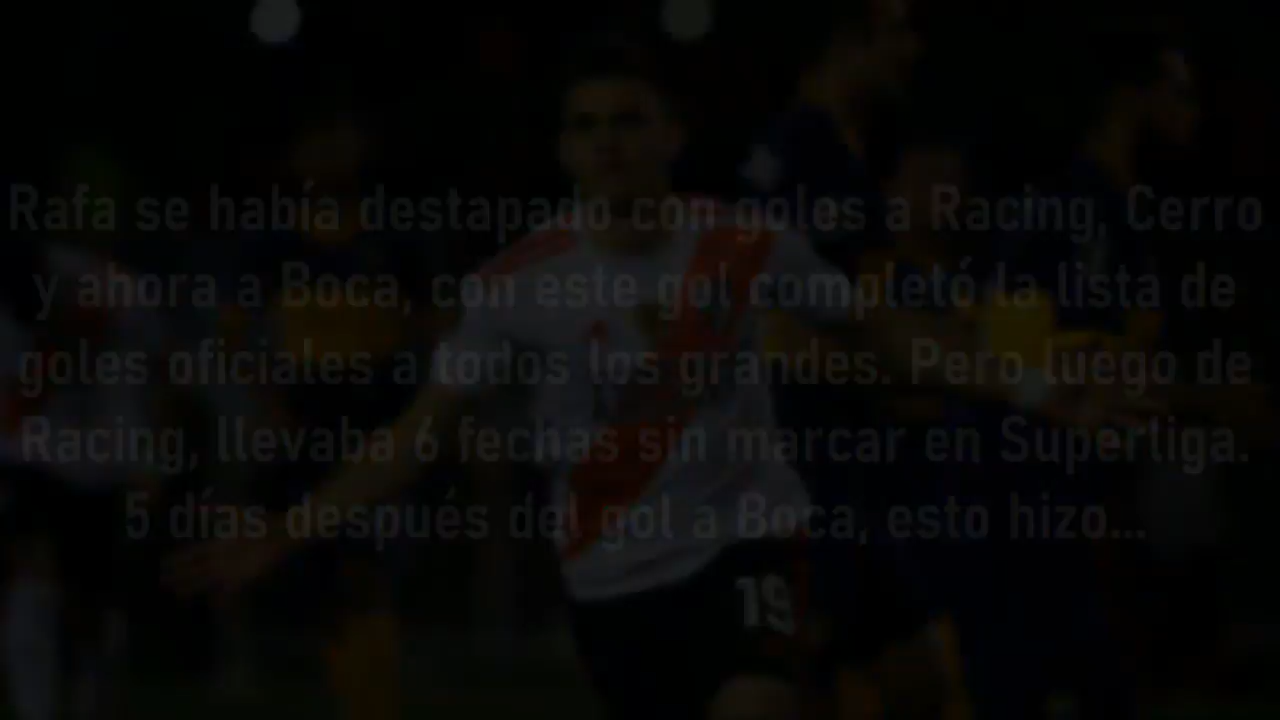 Rafa se había destapado con goles a Racing, Cerro
y ahora a Boca, con este gol completó la lista de
goles oficiales a todos los grandes. Pero luego de
Racing, llevaba 6 fechas sin marcar en Superliga.
5 días después del gol a Boca, esto hizo...
19